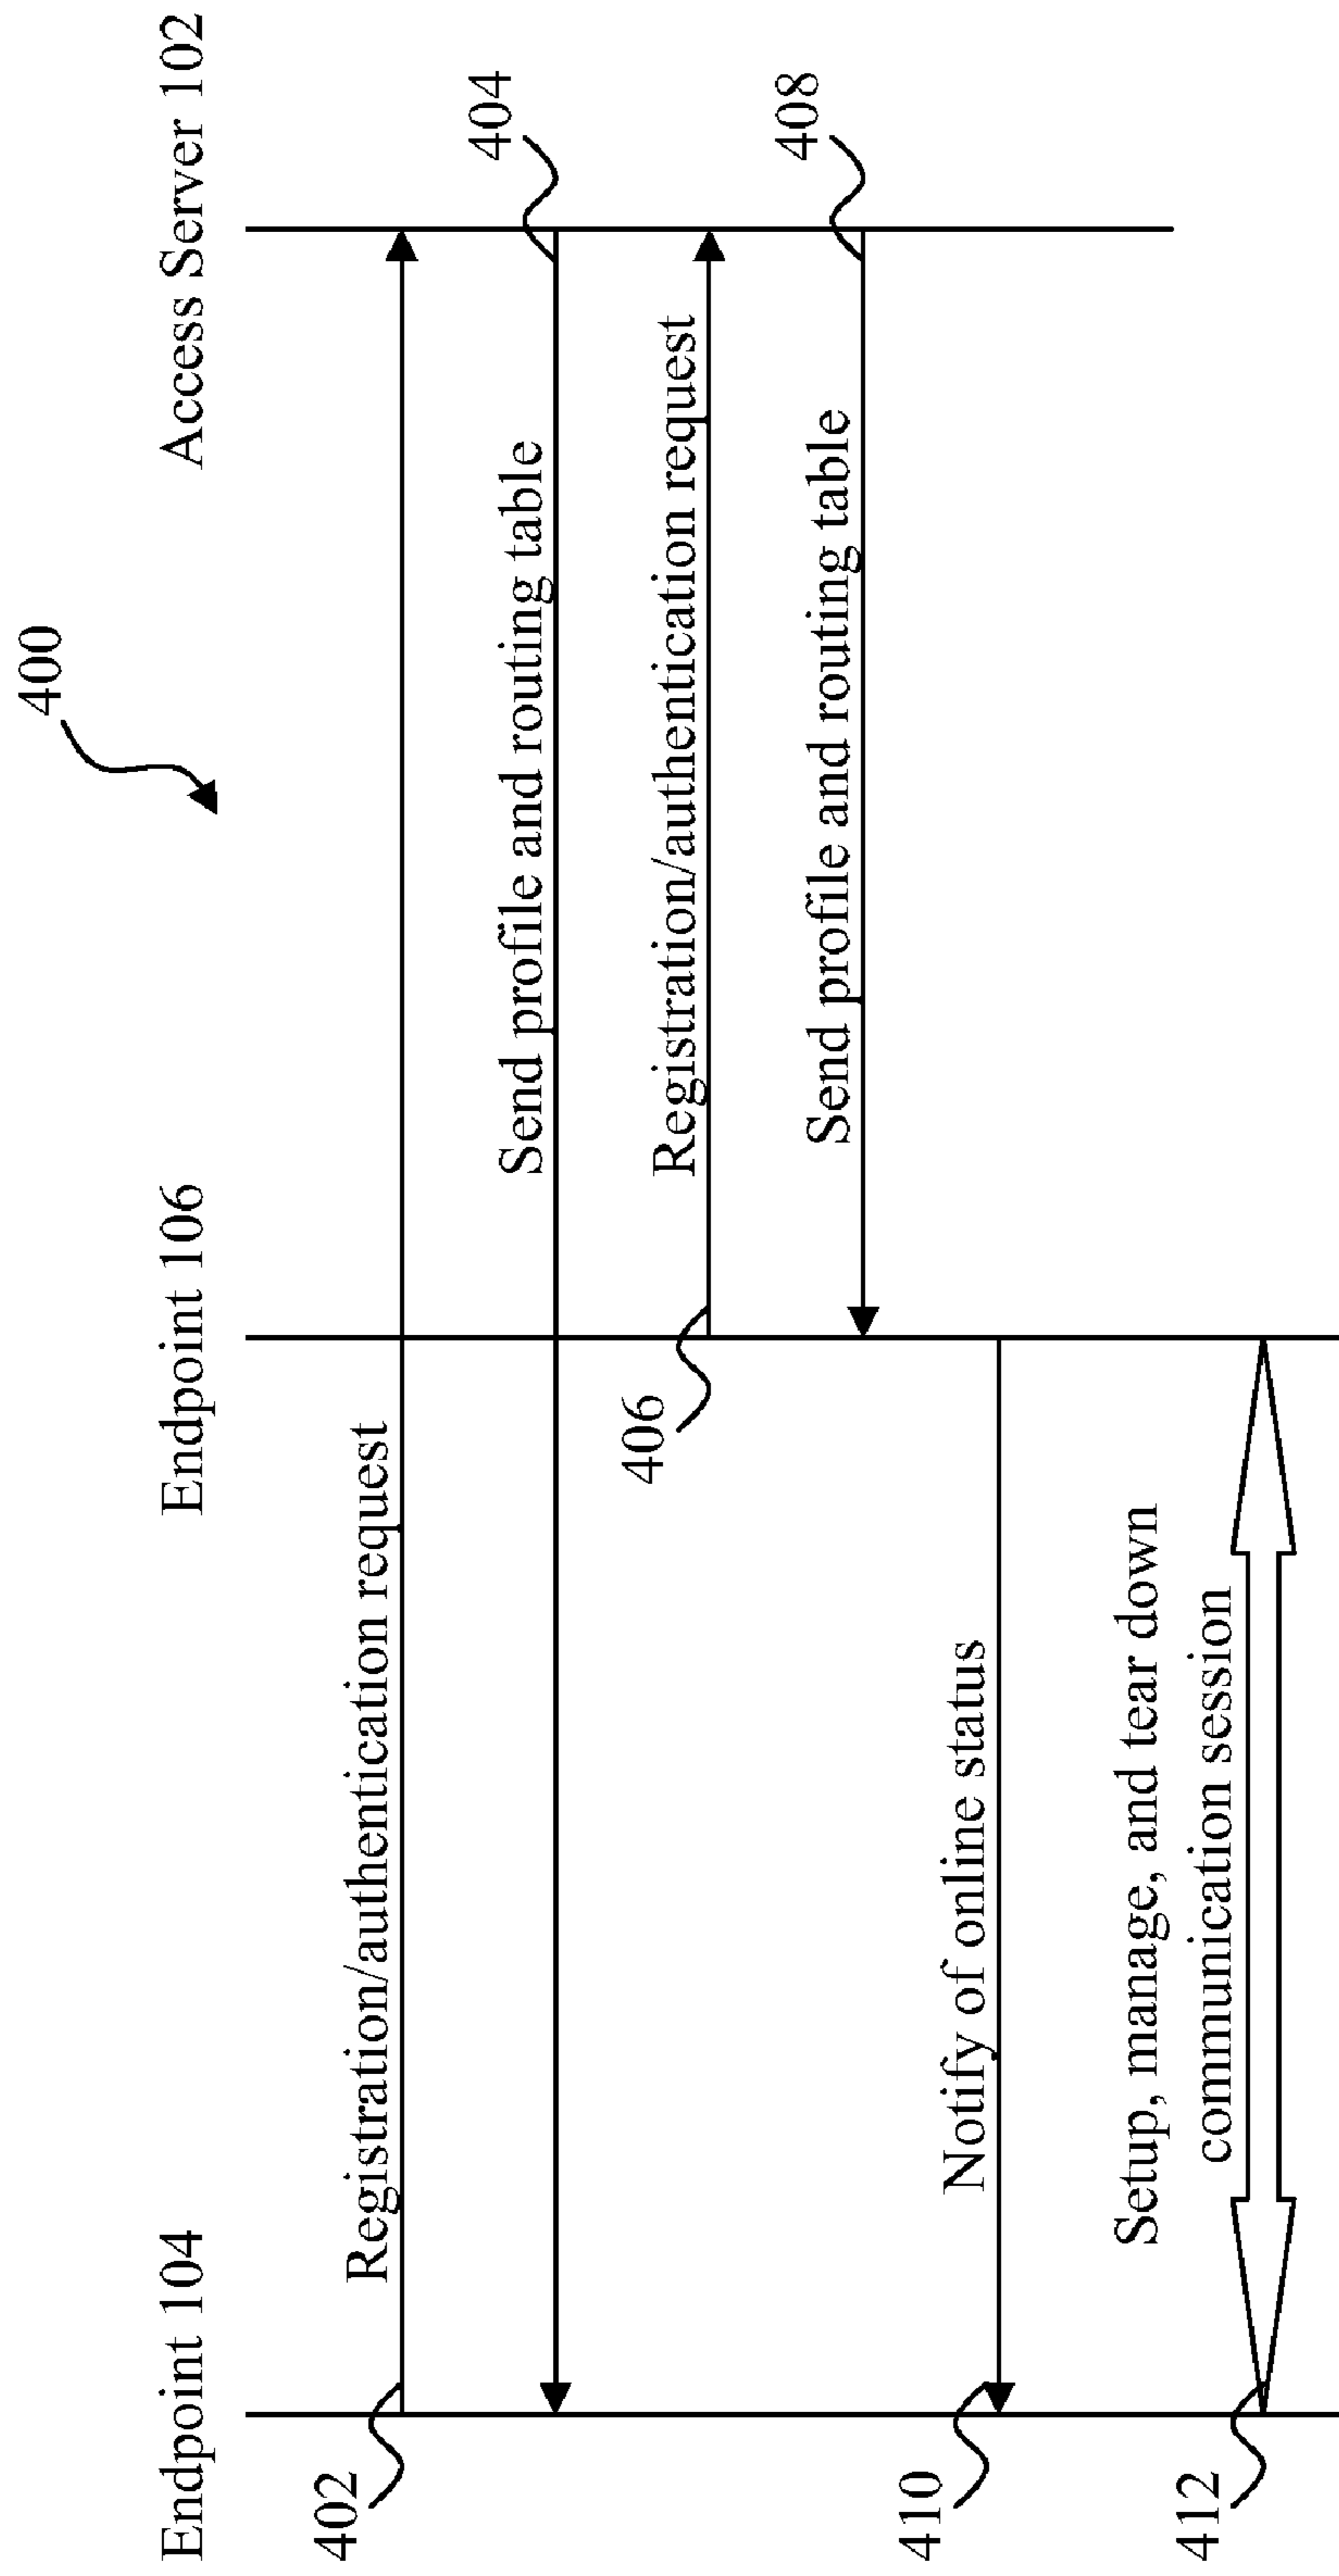 400
Endpoint 104
Endpoint 106
Access Server 102
402
Registration/authentication request
404
Send profile and routing table
406
Registration/authentication request
408
Send profile and routing table
410
Notify of online status
412
Setup, manage, and tear down
communication session